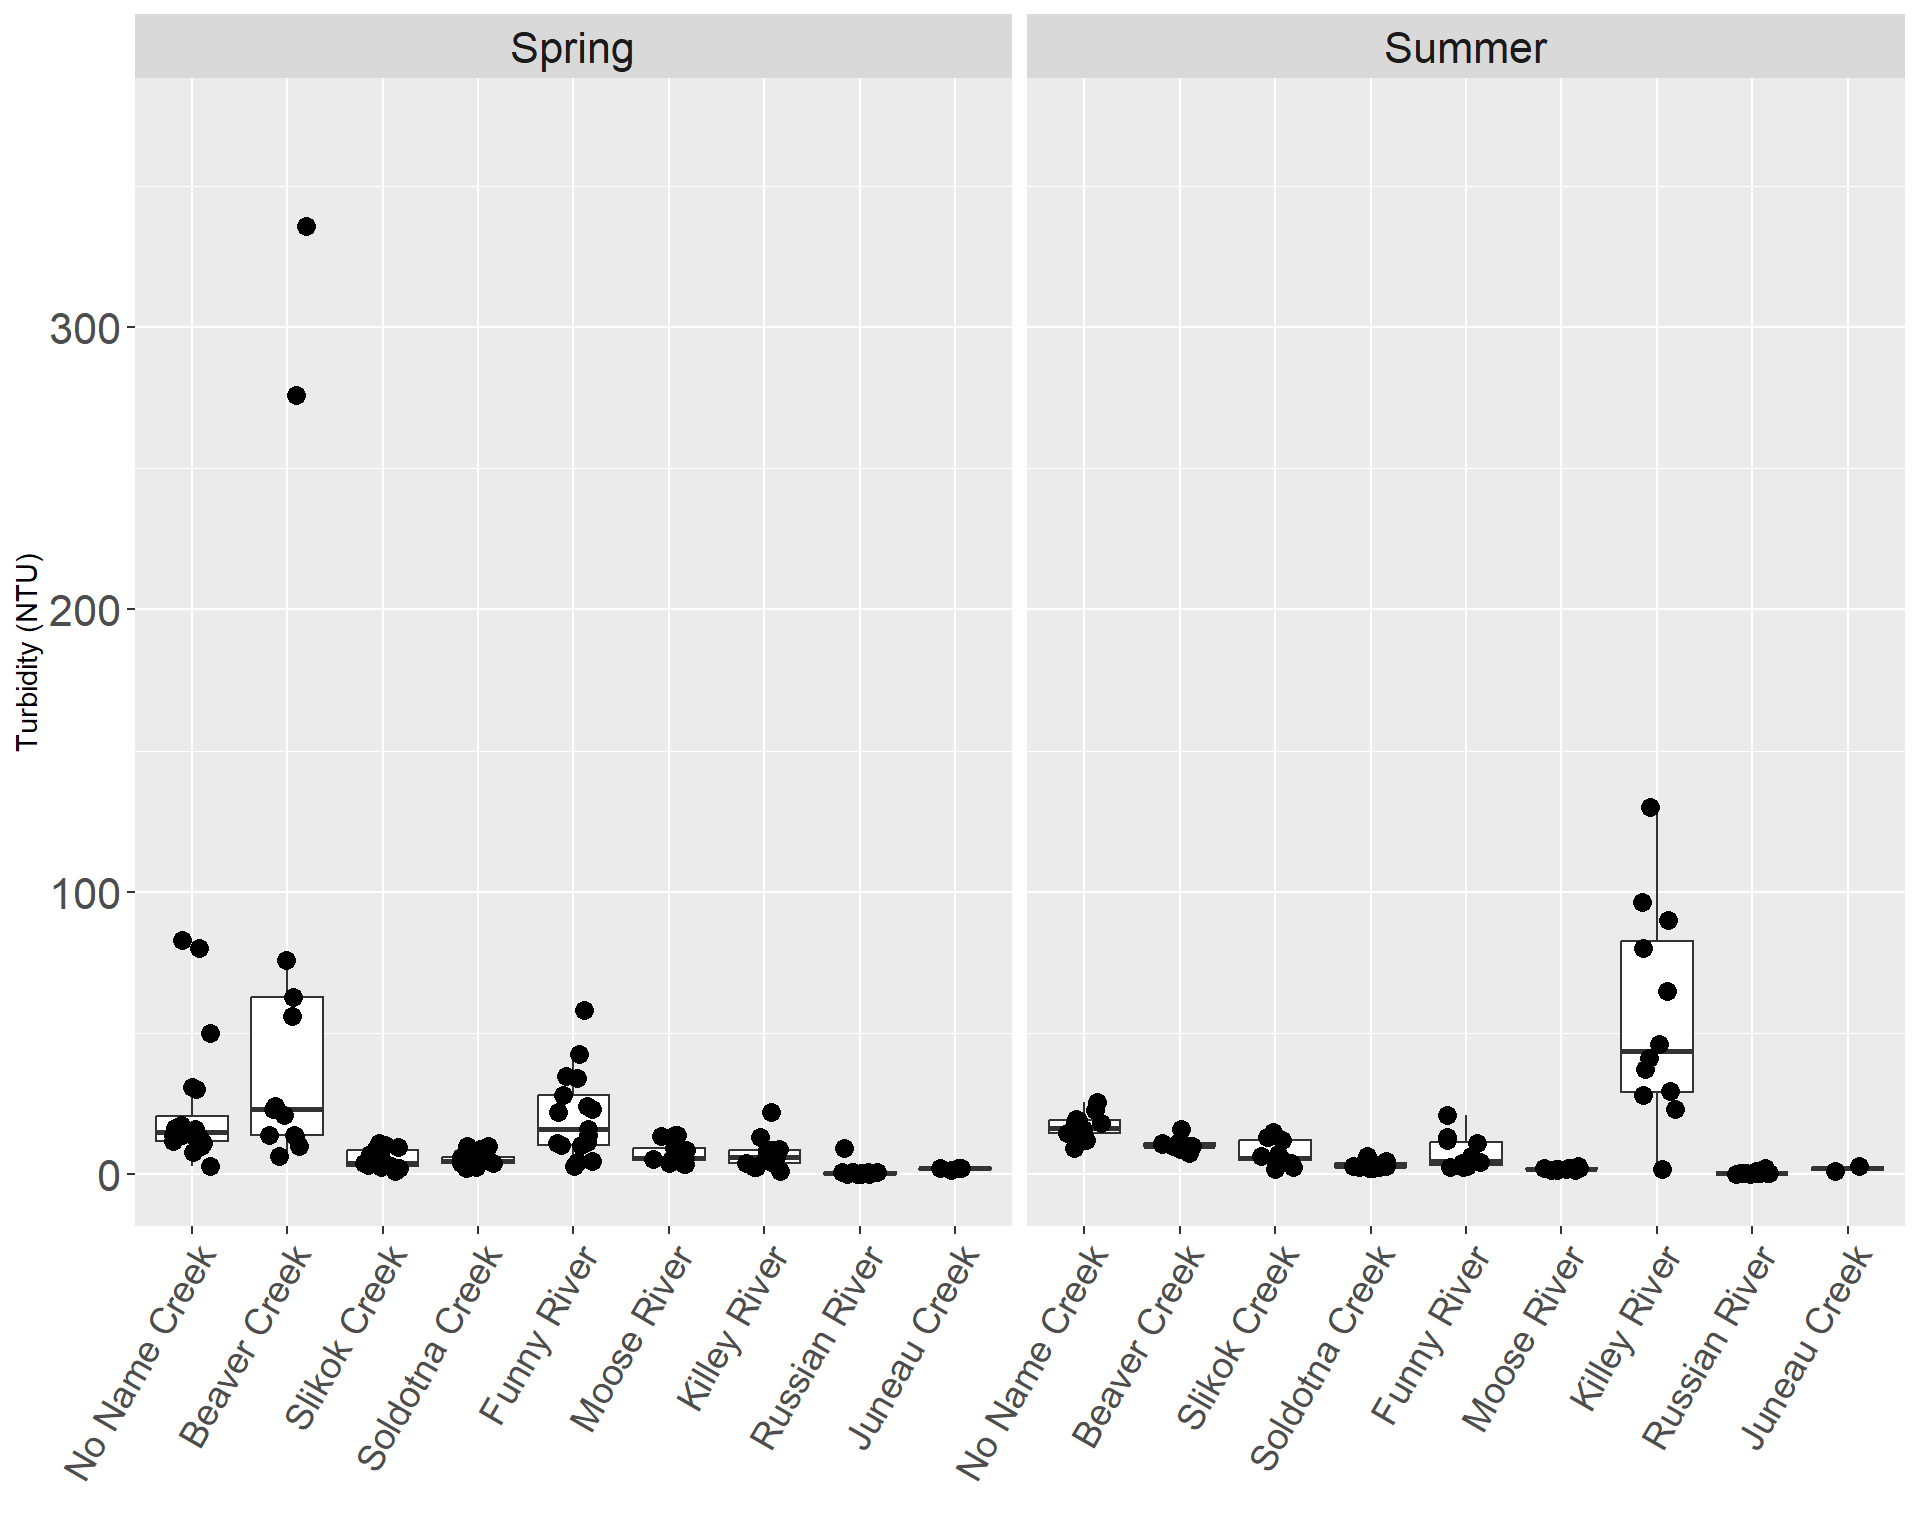 Spring
Summer
Turbidity (NTU)
300
200
100
0
No Name Creek
Beaver Creek
Slikok Creek
Soldotna Creek
Funny River
Moose River
Killey River
Russian River
Juneau Creek
No Name Creek
Beaver Creek
Slikok Creek
Soldotna Creek
Funny River
Moose River
Killey River
Russian River
Juneau Creek